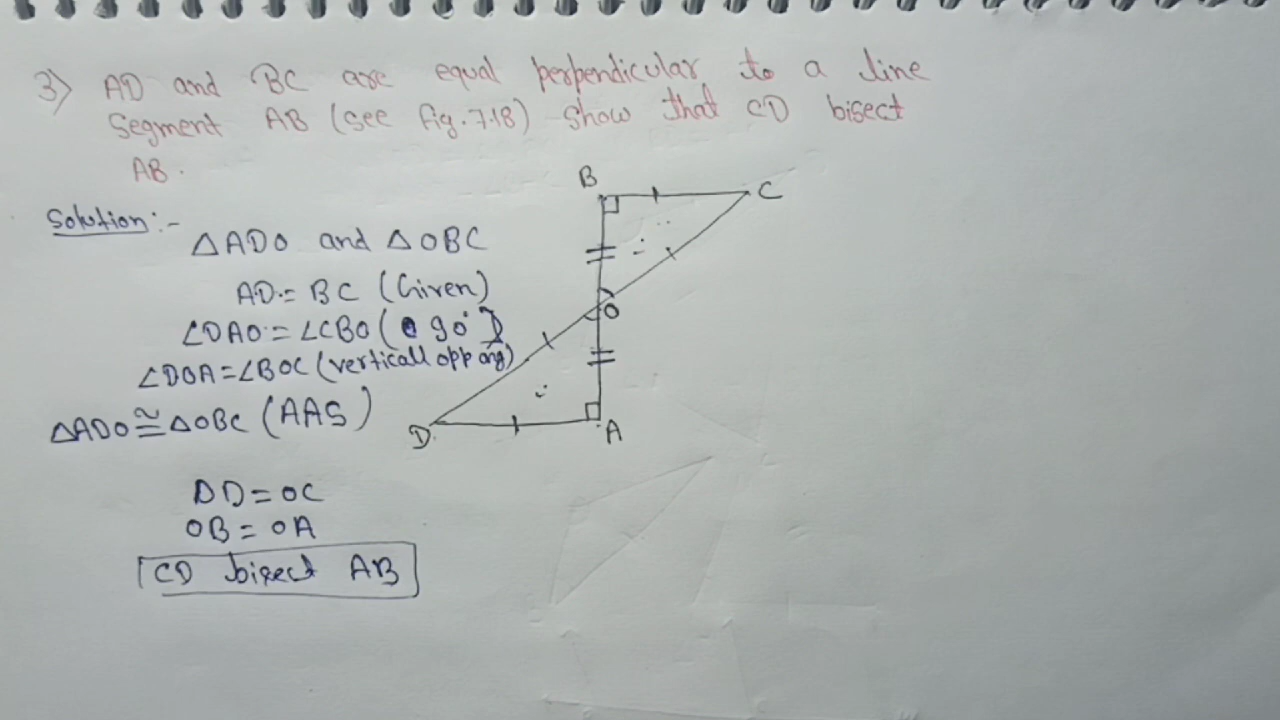 3) AD and BC are equal perpendicular to a line
Segment AB (see fig. 7.18) show that CD bisect
AB.
Solution:-
△ADO and △OBC
AD = BC (Given)
∠DAO = ∠CBO ( 90°)
∠DOA = ∠BOC (verticall opp ang)
△ADO ≅ △OBC (AAS)
DD = OC
OB = OA
CD bisect AB
B
C
O
D
A